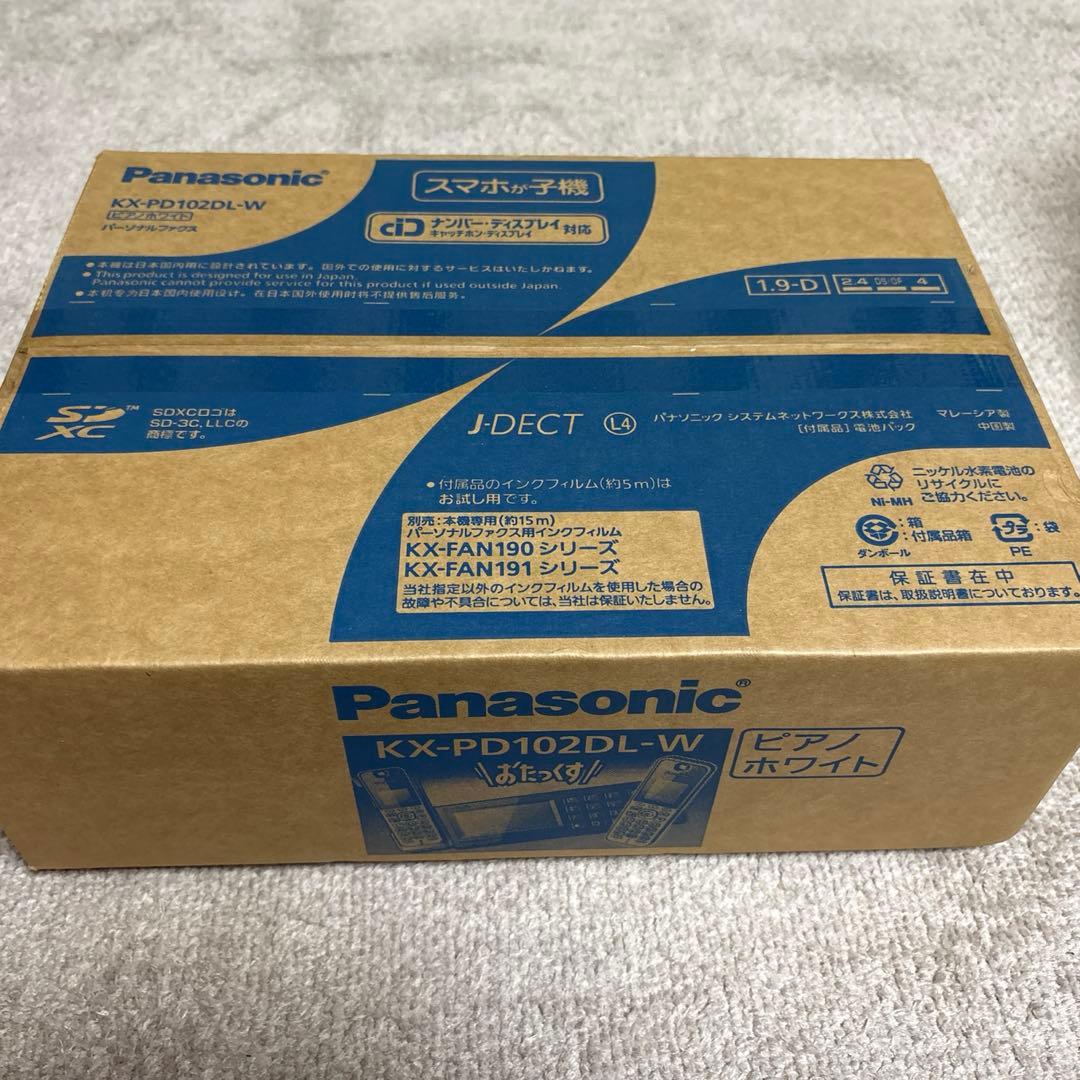 Panasonic®
KX-PD102DL-W
ピアノホワイト
パーソナルファクス
スマホが子機
ciD ナンバー・ディスプレイ
キャッチホン・ディスプレイ 対応
●本機は日本国内用に設計されています。国外での使用に対するサービスはいたしかねます。
●This product is designed for use in Japan.
Panasonic cannot provide service for this product if used outside Japan.
●本机专为日本国内使用设计。在日本国外使用时将不提供售后服务。
1.9-D
2.4 DS/OF 4
SD XC™
SDXCロゴは
SD-3C, LLCの
商標です。
J-DECT
L4
パナソニック システムネットワークス株式会社 マレーシア製
[付属品]電池パック 中国製
●付属品のインクフィルム(約5m)は
お試し用です。
別売:本機専用(約15m)
パーソナルファクス用インクフィルム
KX-FAN190 シリーズ
KX-FAN191 シリーズ
当社指定以外のインクフィルムを使用した場合の
故障や不具合については、当社は保証いたしません。
Ni-MH
ニッケル水素電池の
リサイクルに
ご協力ください。
ダンボール
:箱
:付属品箱
プラ
PE
:袋
保証書在中
保証書は、取扱説明書についております。
Panasonic®
KX-PD102DL-W
おたっくす
ピアノ
ホワイト